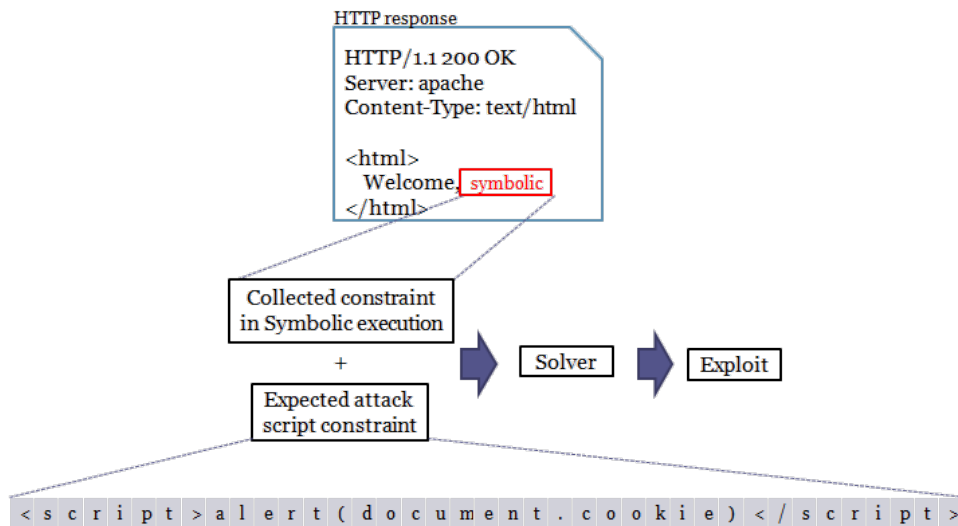 HTTP response
HTTP/1.1 200 OK
Server: apache
Content-Type: text/html
<html>
Welcome, symbolic
</html>
Collected constraint
in Symbolic execution
+
Solver
Exploit
Expected attack
script constraint
< s c r i p t > a l e r t ( d o c u m e n t . c o o k i e ) < / s c r i p t >